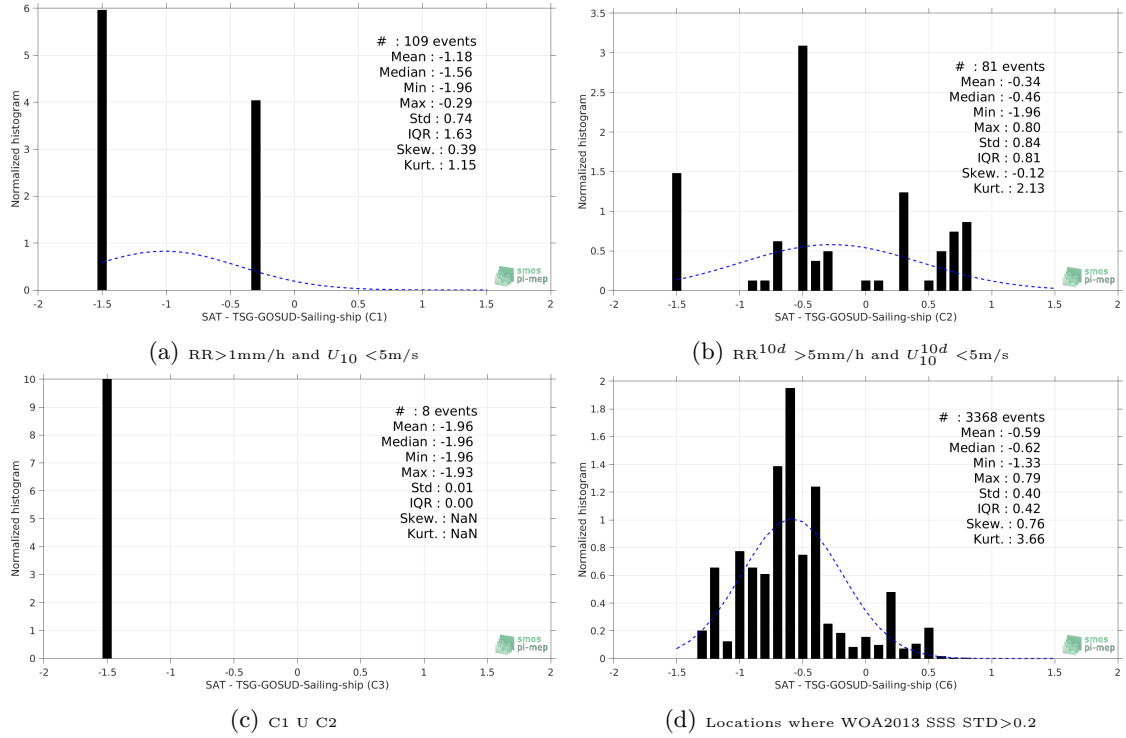 6
5
4
3
2
1
0
Normalized histogram
# : 109 events
Mean : -1.18
Median : -1.56
Min : -1.96
Max : -0.29
Std : 0.74
IQR : 1.63
Skew. : 0.39
Kurt. : 1.15
smos
pi-mep
-2 -1.5 -1 -0.5 0 0.5 1 1.5 2
SAT - TSG-GOSUD-Sailing-ship (C1)
(a) RR>1mm/h and U10 <5m/s
3.5
3
2.5
2
1.5
1
0.5
0
Normalized histogram
# : 81 events
Mean : -0.34
Median : -0.46
Min : -1.96
Max : 0.80
Std : 0.84
IQR : 0.81
Skew. : -0.12
Kurt. : 2.13
smos
pi-mep
-2 -1.5 -1 -0.5 0 0.5 1 1.5 2
SAT - TSG-GOSUD-Sailing-ship (C2)
(b) RR10d >5mm/h and U10d10 <5m/s
10
9
8
7
6
5
4
3
2
1
0
Normalized histogram
# : 8 events
Mean : -1.96
Median : -1.96
Min : -1.96
Max : -1.93
Std : 0.01
IQR : 0.00
Skew. : NaN
Kurt. : NaN
smos
pi-mep
-2 -1.5 -1 -0.5 0 0.5 1 1.5 2
SAT - TSG-GOSUD-Sailing-ship (C3)
(c) C1 U C2
2
1.8
1.6
1.4
1.2
1
0.8
0.6
0.4
0.2
0
Normalized histogram
# : 3368 events
Mean : -0.59
Median : -0.62
Min : -1.33
Max : 0.79
Std : 0.40
IQR : 0.42
Skew. : 0.76
Kurt. : 3.66
smos
pi-mep
-2 -1.5 -1 -0.5 0 0.5 1 1.5 2
SAT - TSG-GOSUD-Sailing-ship (C6)
(d) Locations where WOA2013 SSS STD>0.2